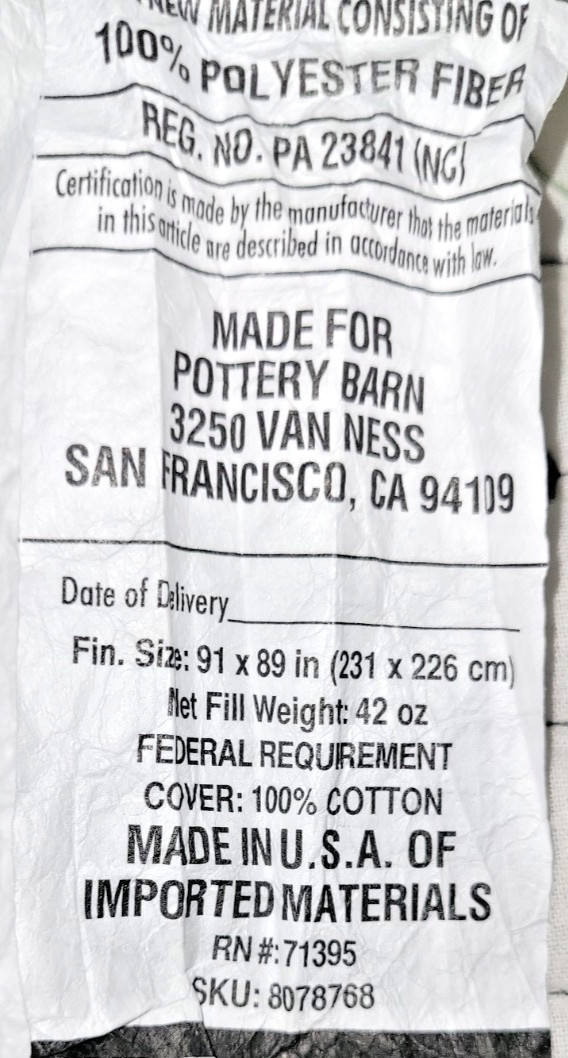 NEW MATERIAL CONSISTING OF
100% POLYESTER FIBER
REG. NO. PA 23841 (NC)
Certification is made by the manufacturer that the materials
in this article are described in accordance with law.
MADE FOR
POTTERY BARN
3250 VAN NESS
SAN FRANCISCO, CA 94109
Date of Delivery
Fin. Size: 91 x 89 in (231 x 226 cm)
Net Fill Weight: 42 oz
FEDERAL REQUREMENT
COVER: 100% COTTON
MADE IN U.S.A. OF
IMPORTED MATERIALS
RN #: 71395
SKU: 8078768